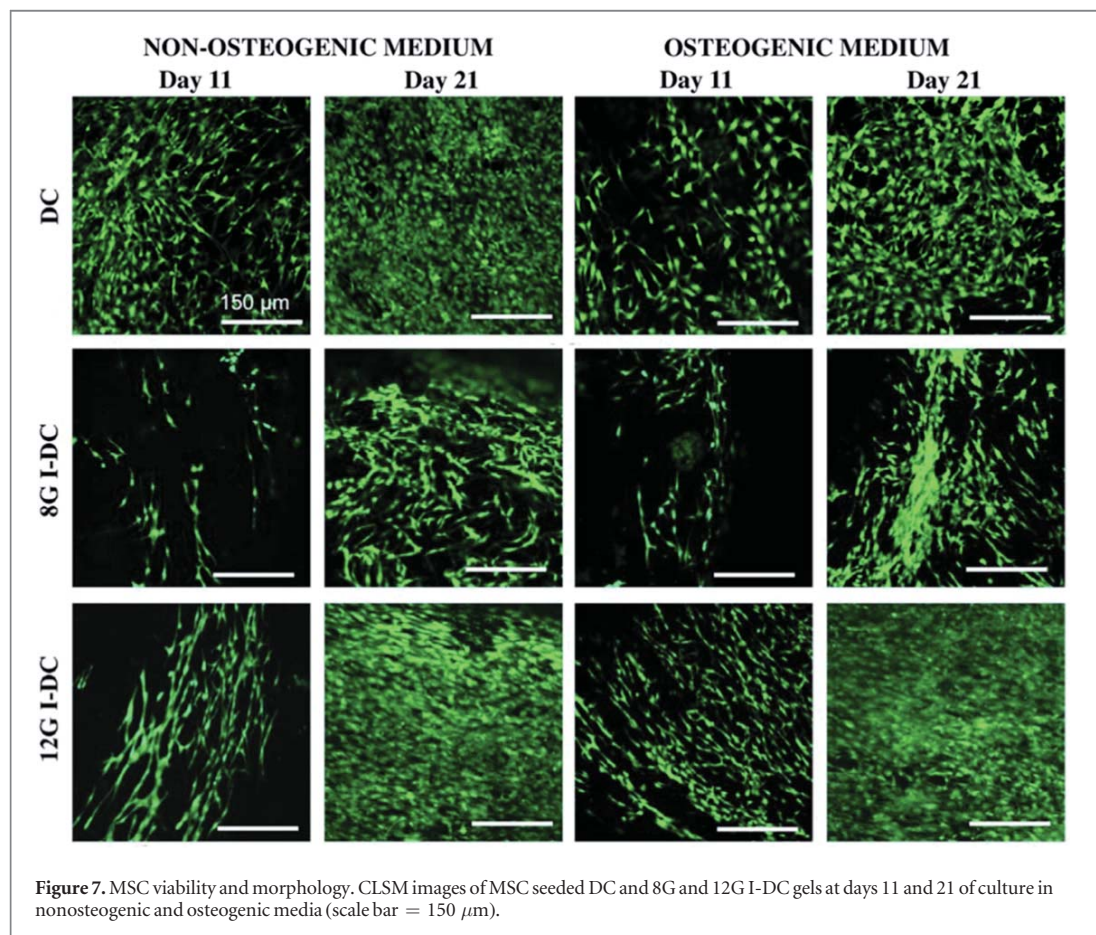 NON-OSTEOGENIC MEDIUM OSTEOGENIC MEDIUM
Day 11 Day 21 Day 11 Day 21
DC
150 μm
8G I-DC
12G I-DC
Figure 7. MSC viability and morphology. CLSM images of MSC seeded DC and 8G and 12G I-DC gels at days 11 and 21 of culture in
nonosteogenic and osteogenic media (scale bar = 150 μm).